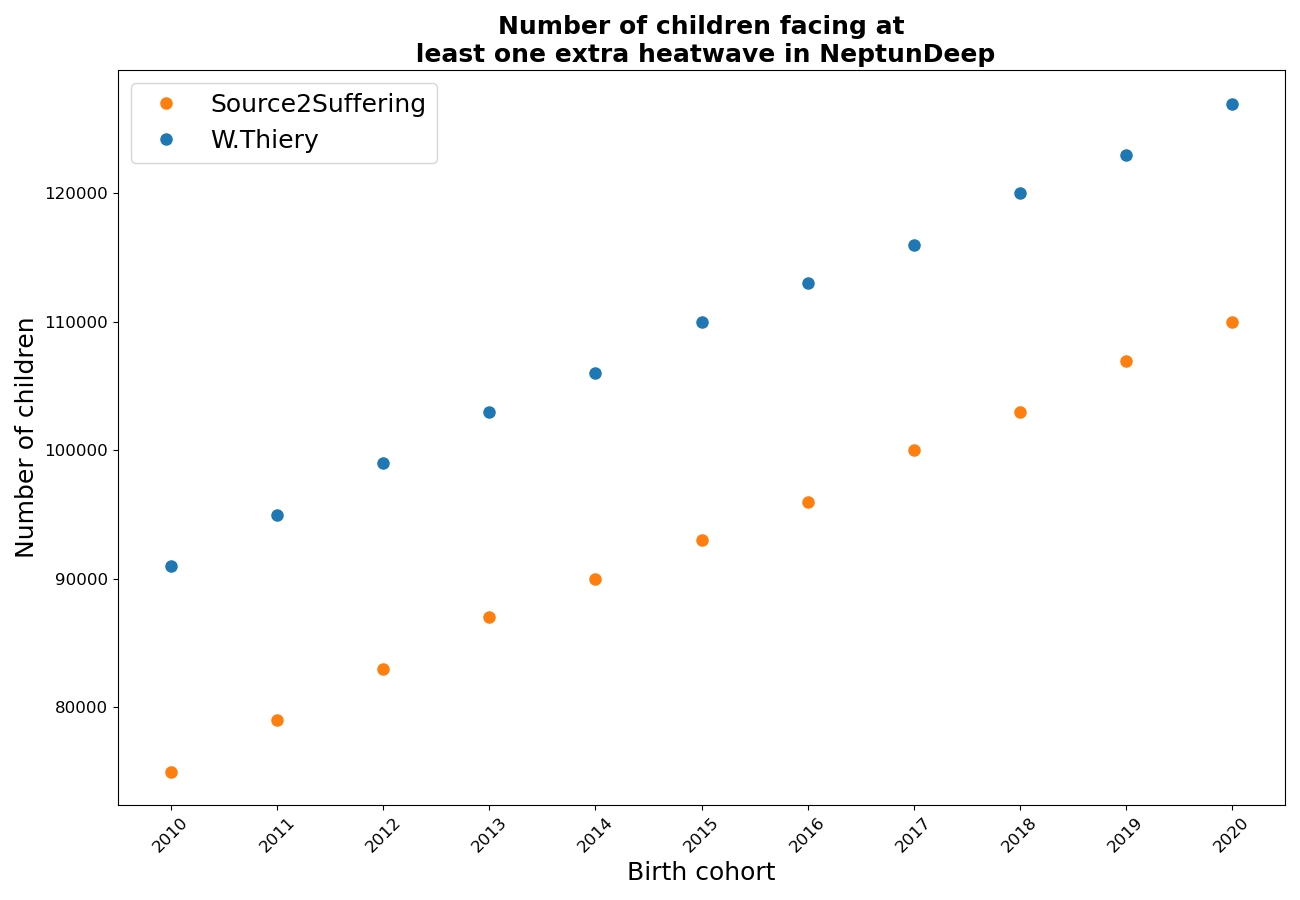 Number of children facing at
least one extra heatwave in NeptunDeep
Source2Suffering
W.Thiery
Number of children
120000
110000
100000
90000
80000
2010
2011
2012
2013
2014
2015
2016
2017
2018
2019
2020
Birth cohort